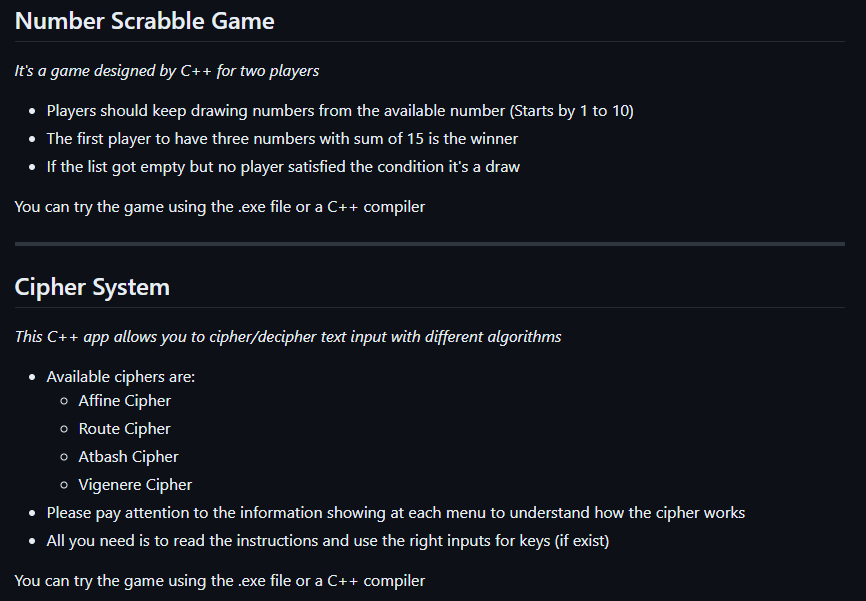 Number Scrabble Game
It's a game designed by C++ for two players
Players should keep drawing numbers from the available number (Starts by 1 to 10)
The first player to have three numbers with sum of 15 is the winner
If the list got empty but no player satisfied the condition it's a draw
You can try the game using the .exe file or a C++ compiler
Cipher System
This C++ app allows you to cipher/decipher text input with different algorithms
Available ciphers are:
Affine Cipher
Route Cipher
Atbash Cipher
Vigenere Cipher
Please pay attention to the information showing at each menu to understand how the cipher works
All you need is to read the instructions and use the right inputs for keys (if exist)
You can try the game using the .exe file or a C++ compiler